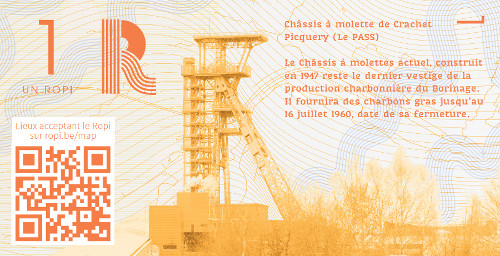 1 R
UN ROPI
Lieux acceptant le Ropi
sur ropi.be/map
Châssis à molette de Crachet
Picquery (Le PASS)
Le Châssis à molettes actuel, construit
en 1947 reste le dernier vestige de la
production charbonnière du Borinage.
Il fournira des charbons gras jusqu'au
16 juillet 1960, date de sa fermeture.
1